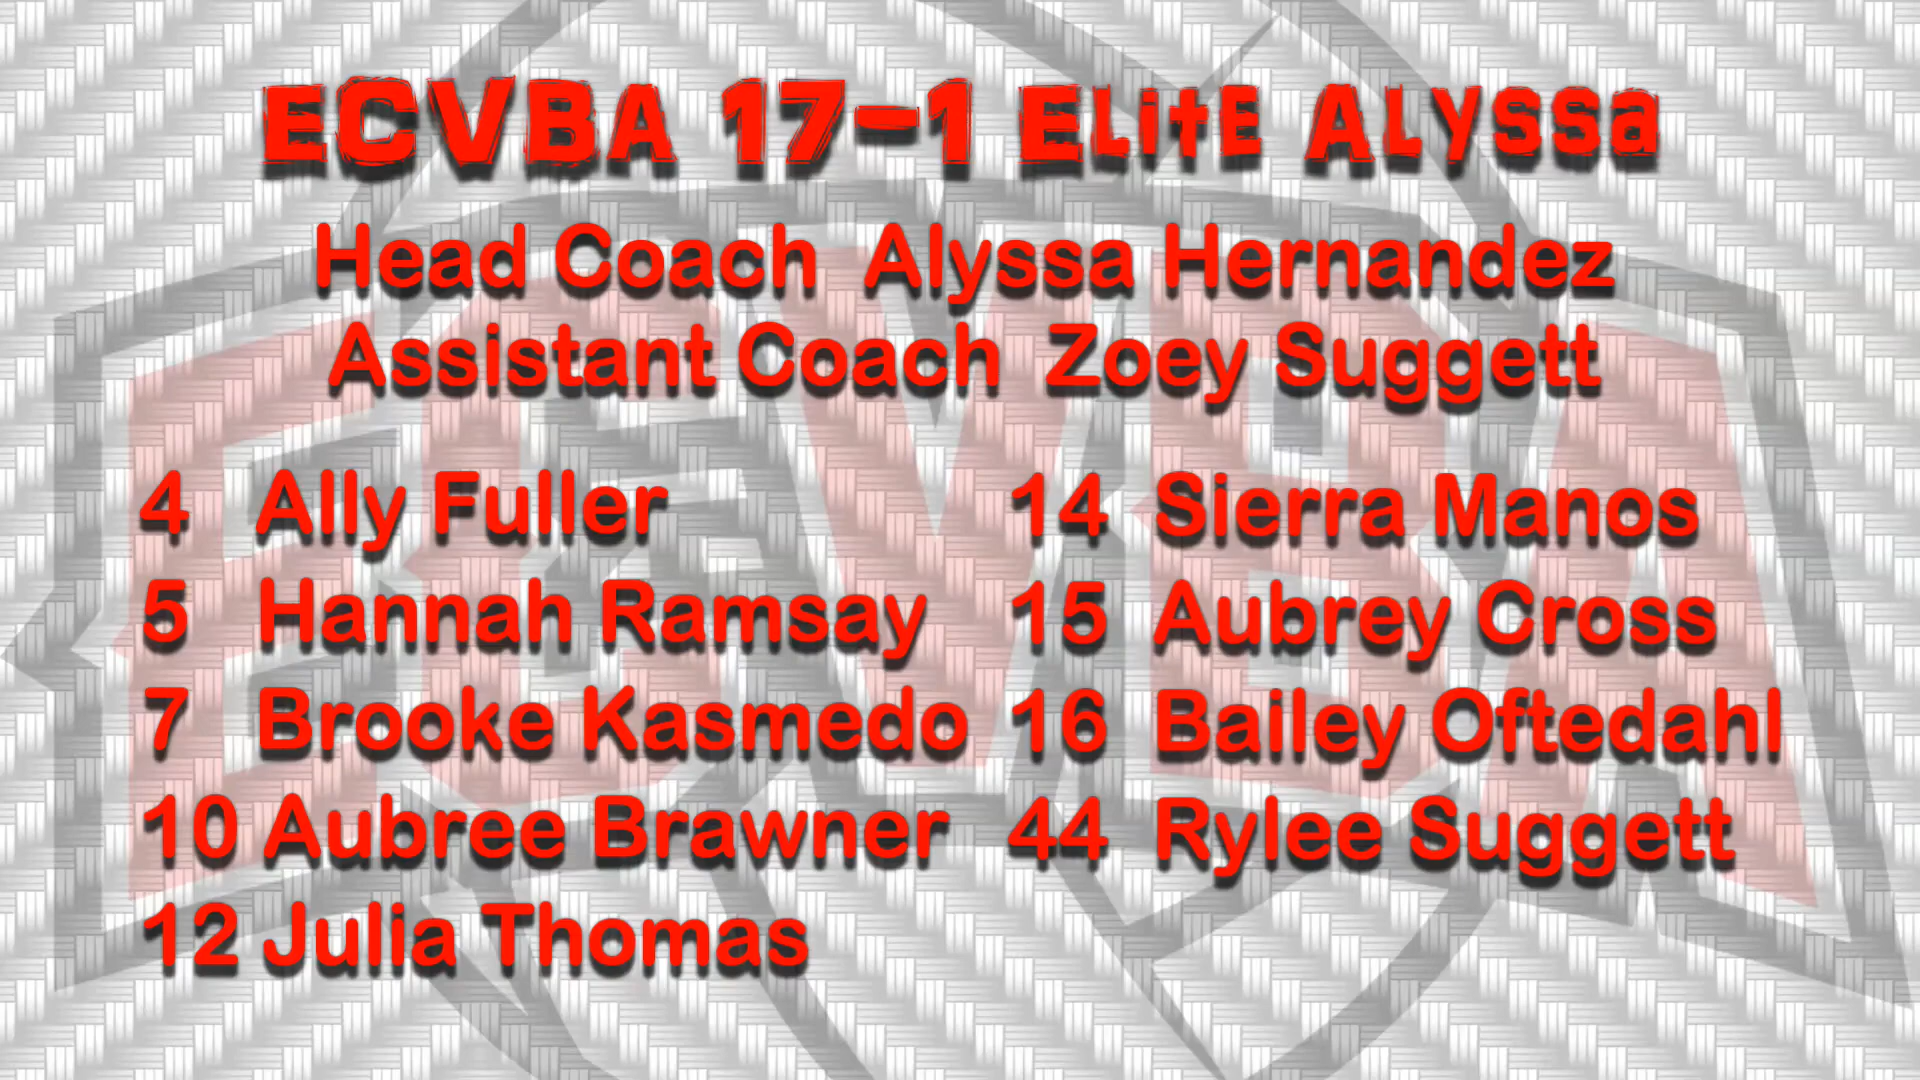 ECVBA 17-1 Elite Alyssa
Head Coach Alyssa Hernandez
Assistant Coach Zoey Suggett
4 Ally Fuller
5 Hannah Ramsay
7 Brooke Kasmedo
10 Aubree Brawner
12 Julia Thomas
14 Sierra Manos
15 Aubrey Cross
16 Bailey Oftedahl
44 Rylee Suggett
ECVBA